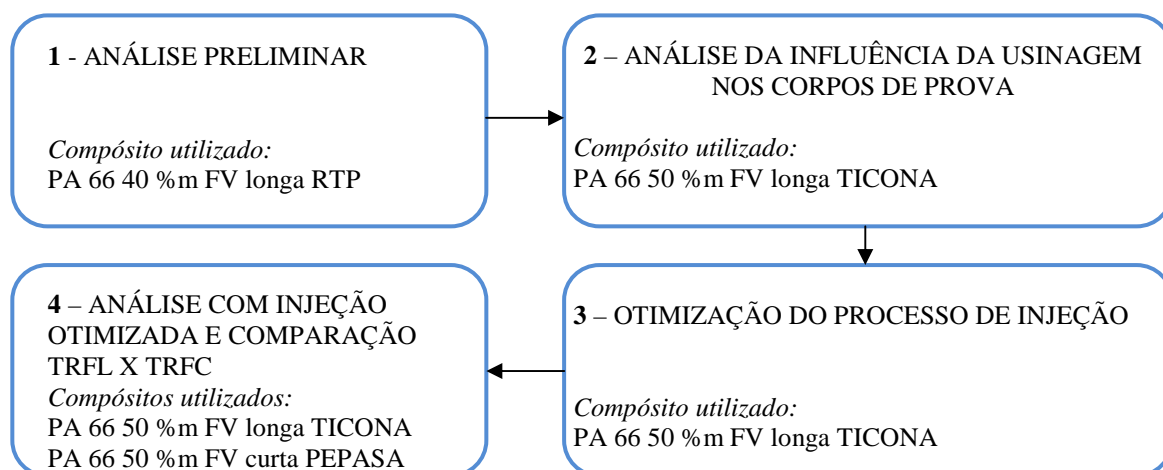 1 - ANÁLISE PRELIMINAR
Compósito utilizado:
PA 66 40 %m FV longa RTP
2 – ANÁLISE DA INFLUÊNCIA DA USINAGEM
NOS CORPOS DE PROVA
Compósito utilizado:
PA 66 50 %m FV longa TICONA
3 – OTIMIZAÇÃO DO PROCESSO DE INJEÇÃO
Compósito utilizado:
PA 66 50 %m FV longa TICONA
4 – ANÁLISE COM INJEÇÃO
OTIMIZADA E COMPARAÇÃO
TRFL X TRFC
Compósitos utilizados:
PA 66 50 %m FV longa TICONA
PA 66 50 %m FV curta PEPASA